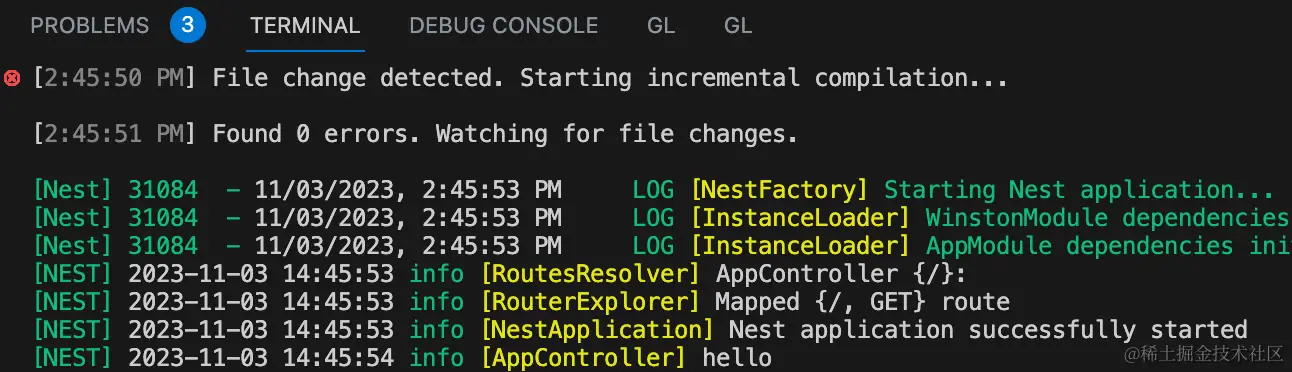 PROBLEMS 3 TERMINAL DEBUG CONSOLE GL GL
[2:45:50 PM] File change detected. Starting incremental compilation...
[2:45:51 PM] Found 0 errors. Watching for file changes.
[Nest] 31084  - 11/03/2023, 2:45:53 PM     LOG [NestFactory] Starting Nest application...
[Nest] 31084  - 11/03/2023, 2:45:53 PM     LOG [InstanceLoader] WinstonModule dependencies
[Nest] 31084  - 11/03/2023, 2:45:53 PM     LOG [InstanceLoader] AppModule dependencies ini
[NEST] 2023-11-03 14:45:53 info [RoutesResolver] AppController {/}:
[NEST] 2023-11-03 14:45:53 info [RouterExplorer] Mapped {/, GET} route
[NEST] 2023-11-03 14:45:53 info [NestApplication] Nest application successfully started
[NEST] 2023-11-03 14:45:54 info [AppController] hello
@稀土掘金技术社区